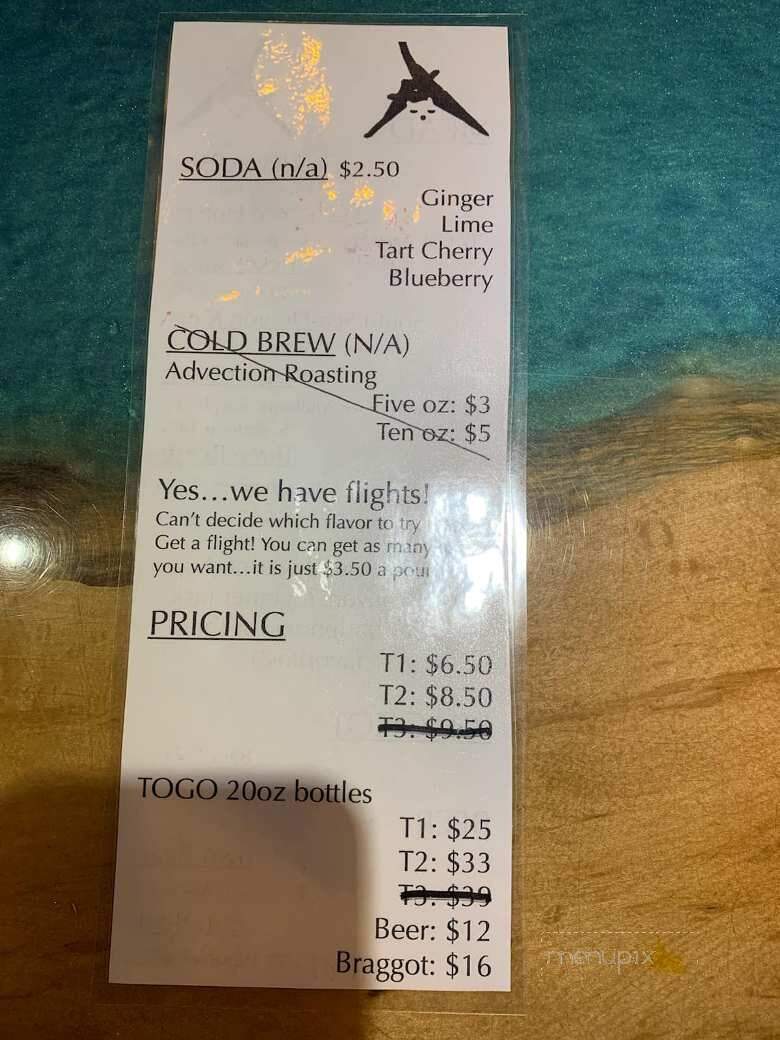 SODA (n/a) $2.50
Ginger
Lime
Tart Cherry
Blueberry
COLD BREW (N/A)
Advection Roasting
Five oz: $3
Ten oz: $5
Yes...we have flights!
Can't decide which flavor to try
Get a flight! You can get as many
you want...it is just $3.50 a pour
PRICING
T1: $6.50
T2: $8.50
T3: $9.50
TOGO 20oz bottles
T1: $25
T2: $33
T3: $39
Beer: $12
Braggot: $16
menupix